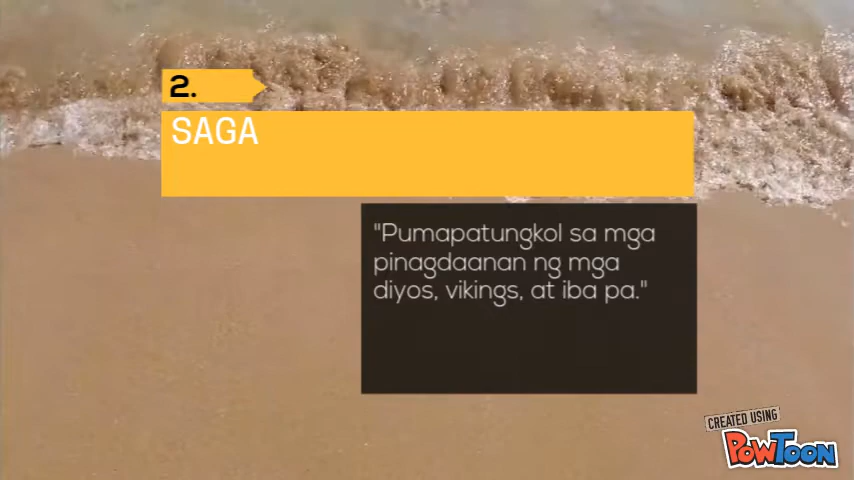 2.
SAGA
"Pumapatungkol sa mga
pinagdaanan ng mga
diyos, vikings, at iba pa."
CREATED USING
POWTOON